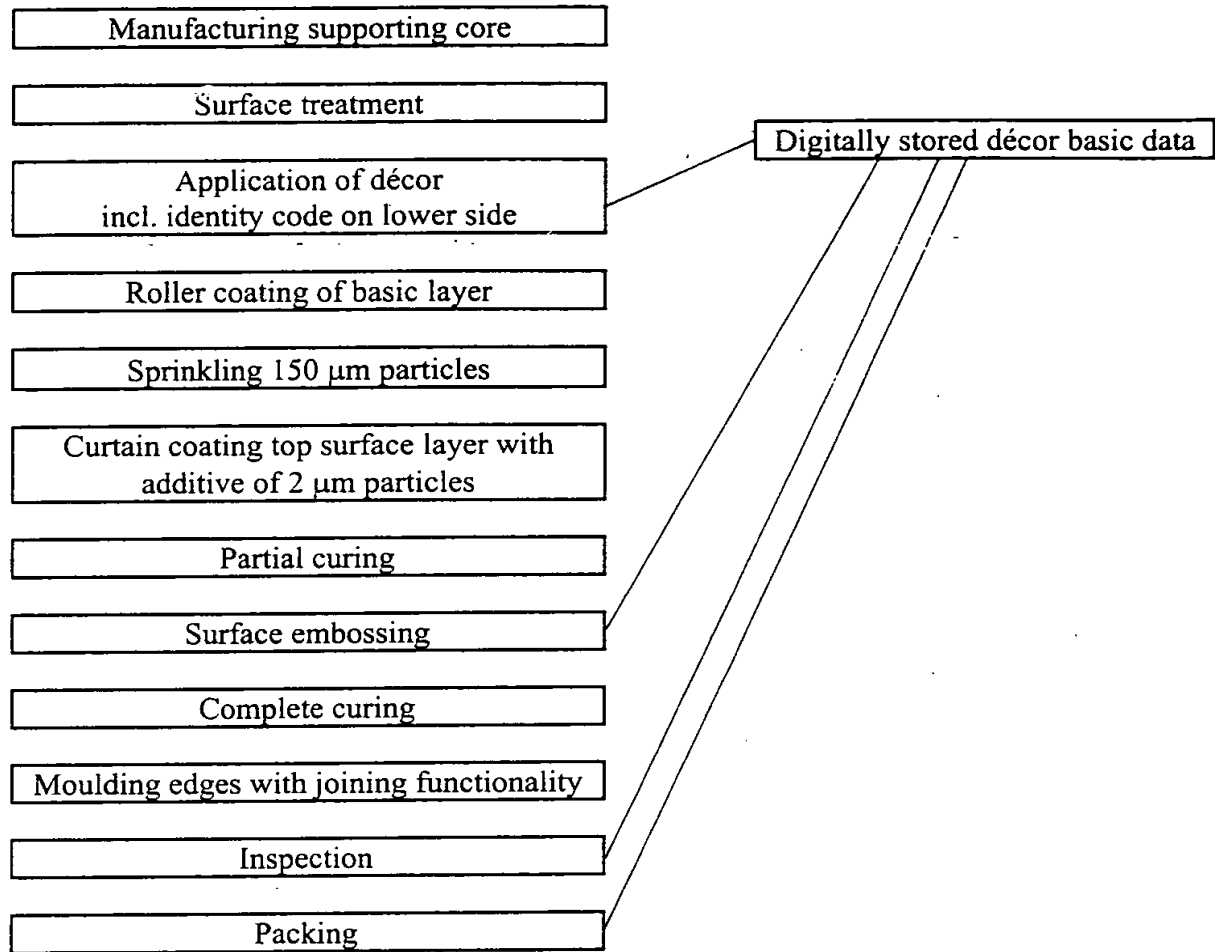 Manufacturing supporting core
Surface treatment
Digitally stored décor basic data
Application of décor
incl. identity code on lower side
Roller coating of basic layer
Sprinkling 150 µm particles
Curtain coating top surface layer with
additive of 2 µm particles
Partial curing
Surface embossing
Complete curing
Moulding edges with joining functionality
Inspection
Packing